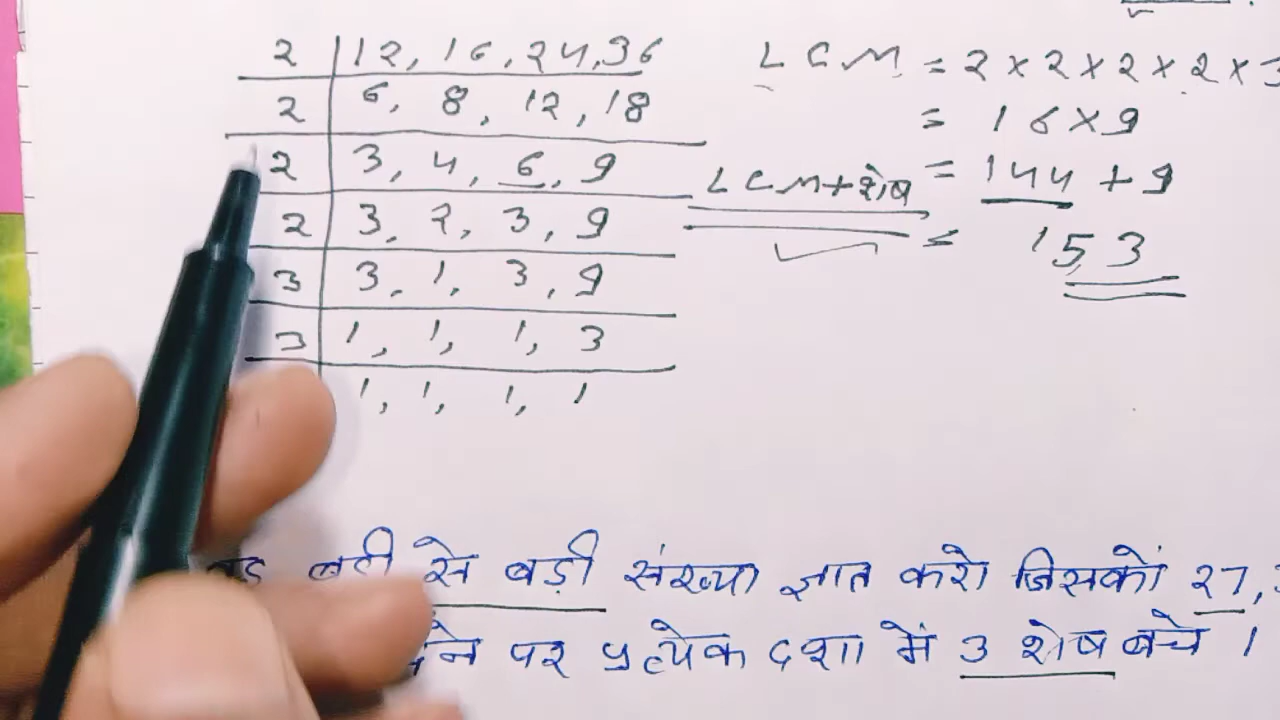 2 | 12, 16, 24, 36
2 | 6, 8, 12, 18
2 | 3, 4, 6, 9
2 | 3, 2, 3, 9
3 | 3, 1, 3, 9
3 | 1, 1, 1, 3
1, 1, 1, 1
LCM = 2 × 2 × 2 × 2 × 3
= 16 × 9
LCM + शेष = 144 + 9
= 153
बड़ी से बड़ी संख्या ज्ञात करो जिसकों 27,
देने पर प्रत्येक दशा में 3 शेष बचे ।